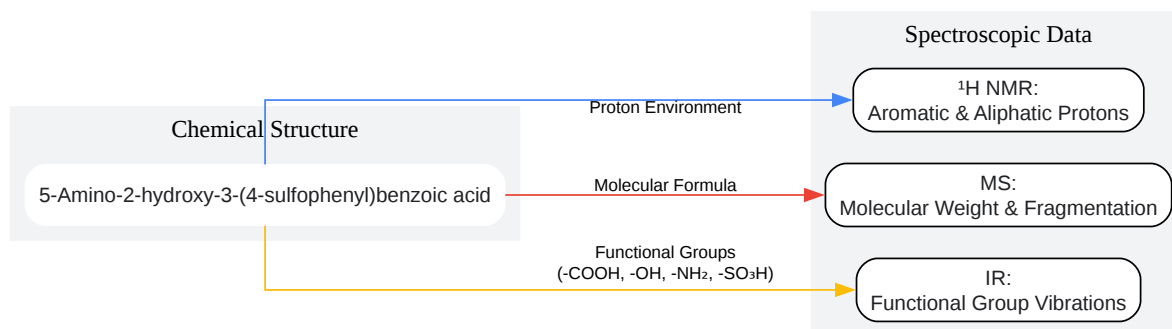 Spectroscopic Data
¹H NMR:
Aromatic & Aliphatic Protons
Proton Environment
Chemical Structure
5-Amino-2-hydroxy-3-(4-sulfophenyl)benzoic acid
Molecular Formula
MS:
Molecular Weight & Fragmentation
Functional Groups
(-COOH, -OH, -NH₂, -SO₃H)
IR:
Functional Group Vibrations